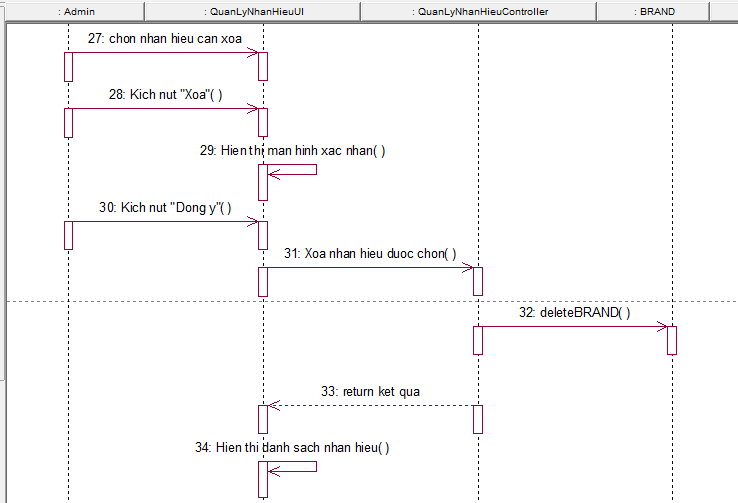 : Admin
: QuanLyNhanHieuUI
: QuanLyNhanHieuController
: BRAND
27: chon nhan hieu can xoa
28: Kich nut "Xoa"( )
29: Hien thi man hinh xac nhan( )
30: Kich nut "Dong y"( )
31: Xoa nhan hieu duoc chon( )
32: deleteBRAND( )
33: return ket qua
34: Hien thi danh sach nhan hieu( )